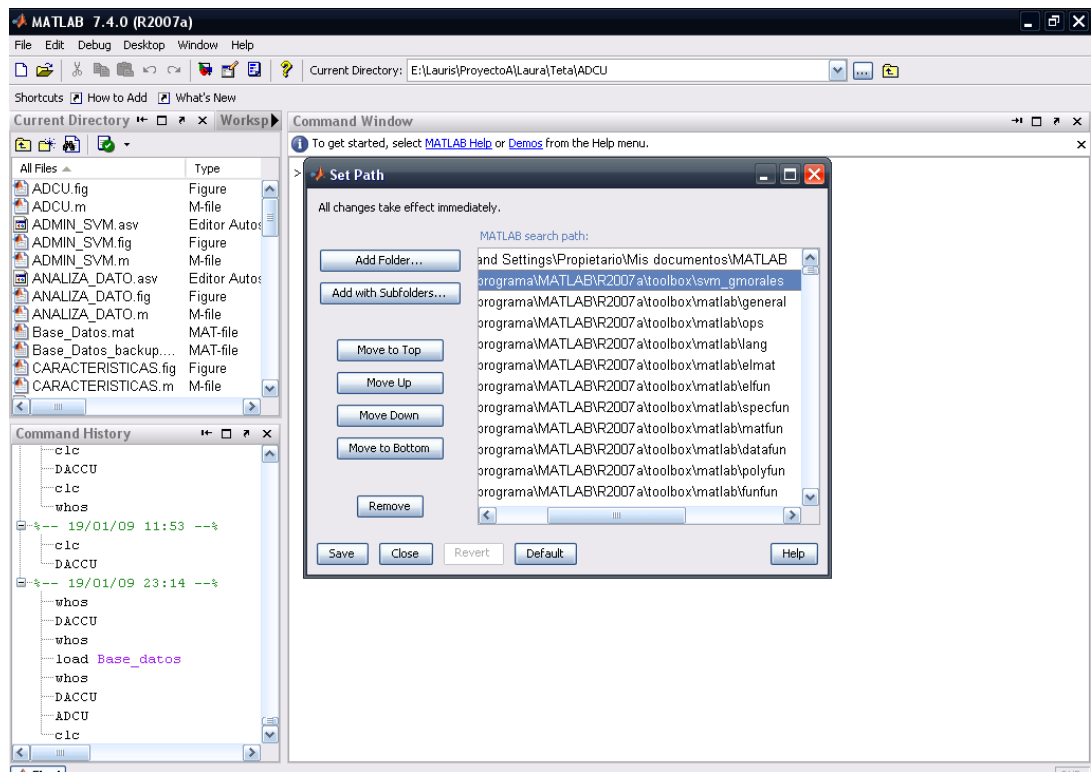 MATLAB 7.4.0 (R2007a)
File Edit Debug Desktop Window Help
Current Directory: E:\Lauris\ProyectoA\Laura\Teta\ADCU
Shortcuts How to Add What's New
Current Directory Worksp
All Files Type
ADCU.fig Figure
ADCU.m M-file
ADMIN_SVM.asv Editor Autos
ADMIN_SVM.fig Figure
ADMIN_SVM.m M-file
ANALIZA_DATO.asv Editor Autos
ANALIZA_DATO.fig Figure
ANALIZA_DATO.m M-file
Base_Datos.mat MAT-file
Base_Datos_backup.... MAT-file
CARACTERISTICAS.fig Figure
CARACTERISTICAS.m M-file
Command History
clc
DACCU
clc
whos
%-- 19/01/09 11:53 --%
clc
DACCU
%-- 19/01/09 23:14 --%
whos
DACCU
whos
load Base_datos
whos
DACCU
ADCU
clc
Command Window
To get started, select MATLAB Help or Demos from the Help menu.
>
Set Path
All changes take effect immediately.
MATLAB search path:
Add Folder...
Add with Subfolders...
Move to Top
Move Up
Move Down
Move to Bottom
Remove
and Settings\Propietario\Mis documentos\MATLAB
programa\MATLAB\R2007a\toolbox\svm_gmorales
programa\MATLAB\R2007a\toolbox\matlab\general
programa\MATLAB\R2007a\toolbox\matlab\ops
programa\MATLAB\R2007a\toolbox\matlab\lang
programa\MATLAB\R2007a\toolbox\matlab\elmat
programa\MATLAB\R2007a\toolbox\matlab\elfun
programa\MATLAB\R2007a\toolbox\matlab\specfun
programa\MATLAB\R2007a\toolbox\matlab\matfun
programa\MATLAB\R2007a\toolbox\matlab\datafun
programa\MATLAB\R2007a\toolbox\matlab\polyfun
programa\MATLAB\R2007a\toolbox\matlab\funfun
Save Close Revert Default Help